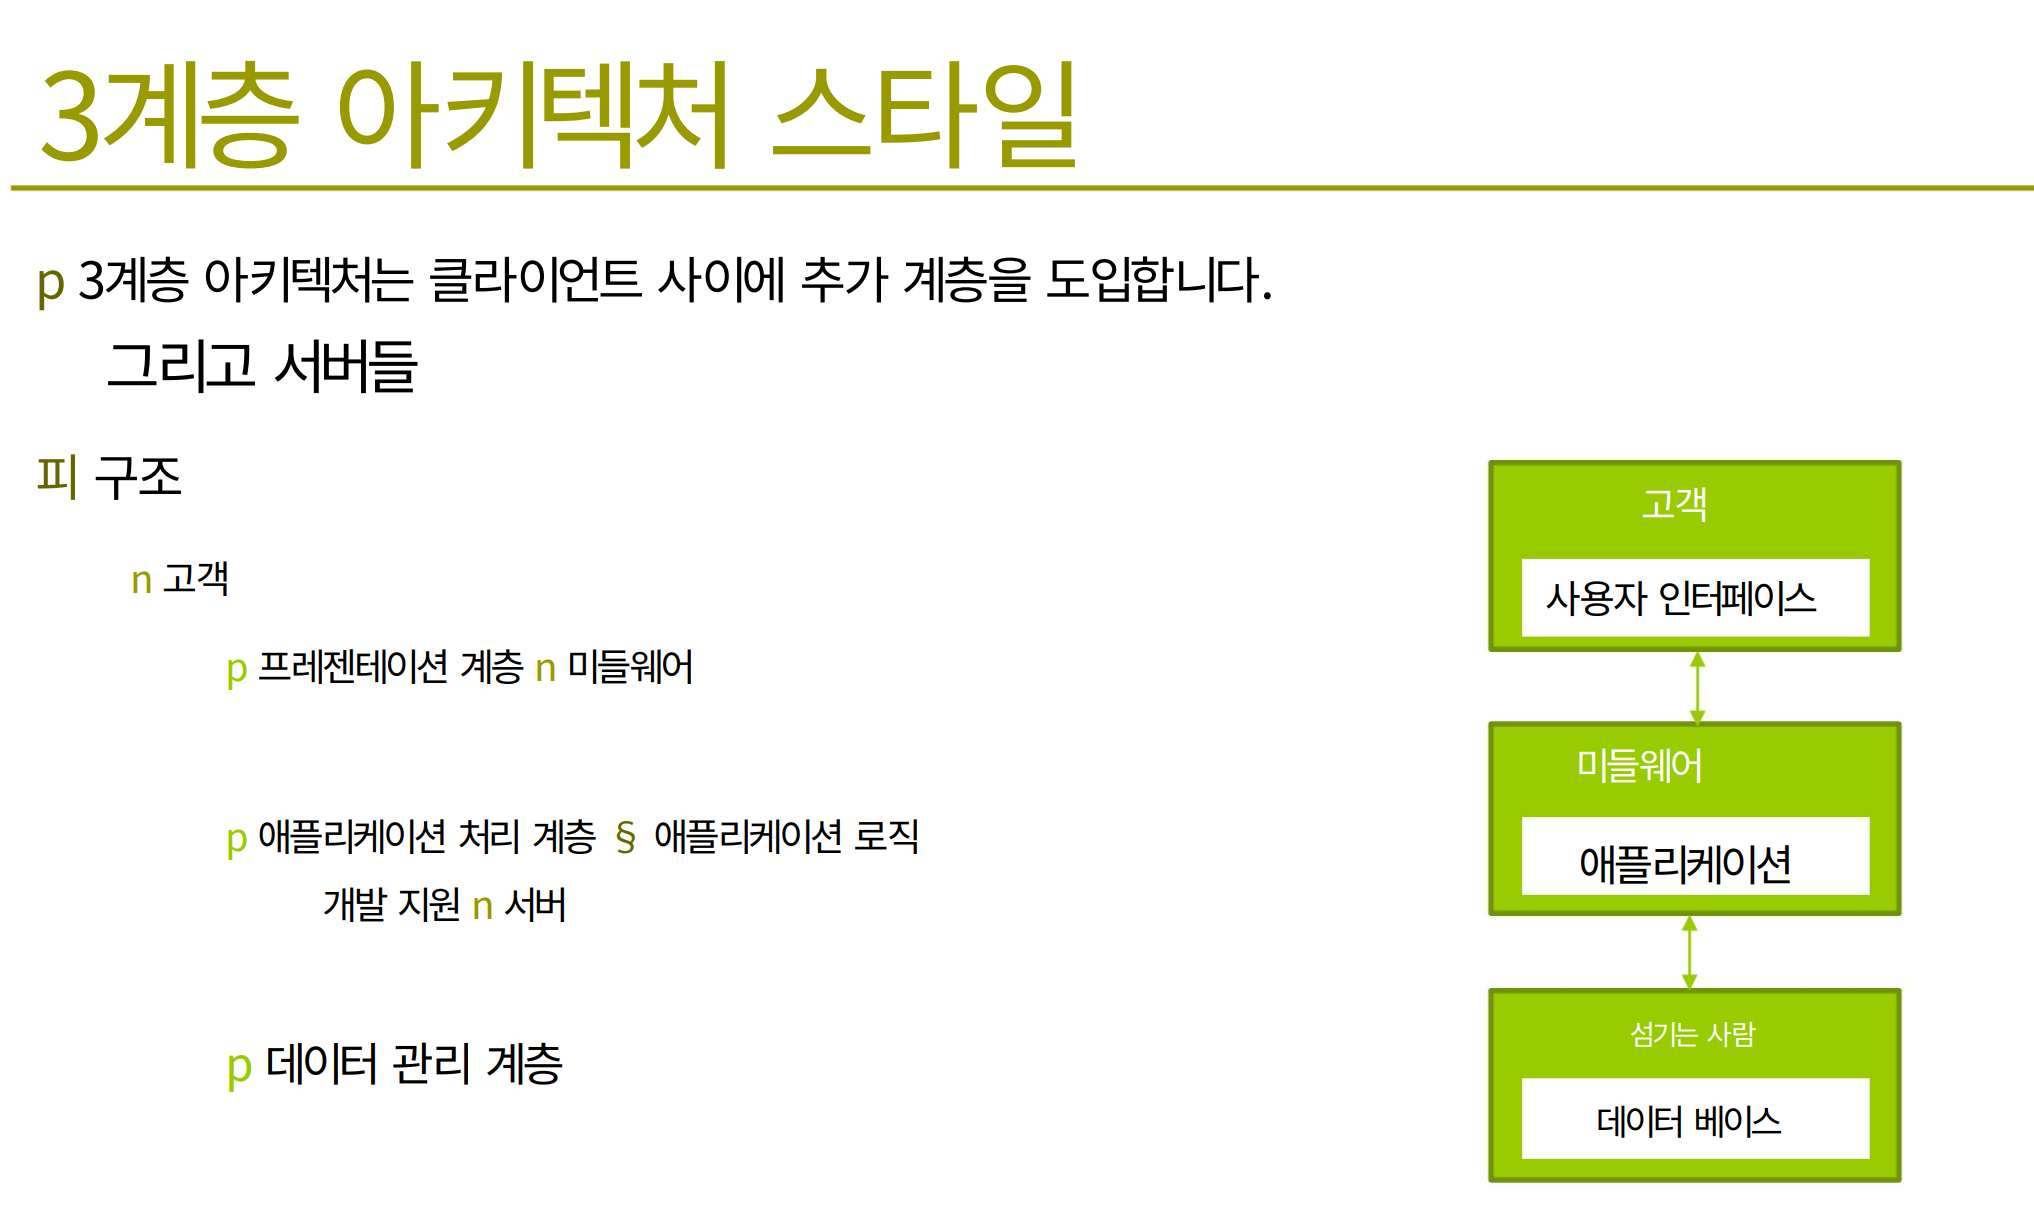 3계층 아키텍처 스타일
p 3계층 아키텍처는 클라이언트 사이에 추가 계층을 도입합니다.
그리고 서버들
피 구조
n 고객
p 프레젠테이션 계층 n 미들웨어
p 애플리케이션 처리 계층 § 애플리케이션 로직
개발 지원 n 서버
p 데이터 관리 계층
고객
사용자 인터페이스
미들웨어
애플리케이션
섬기는 사람
데이터 베이스